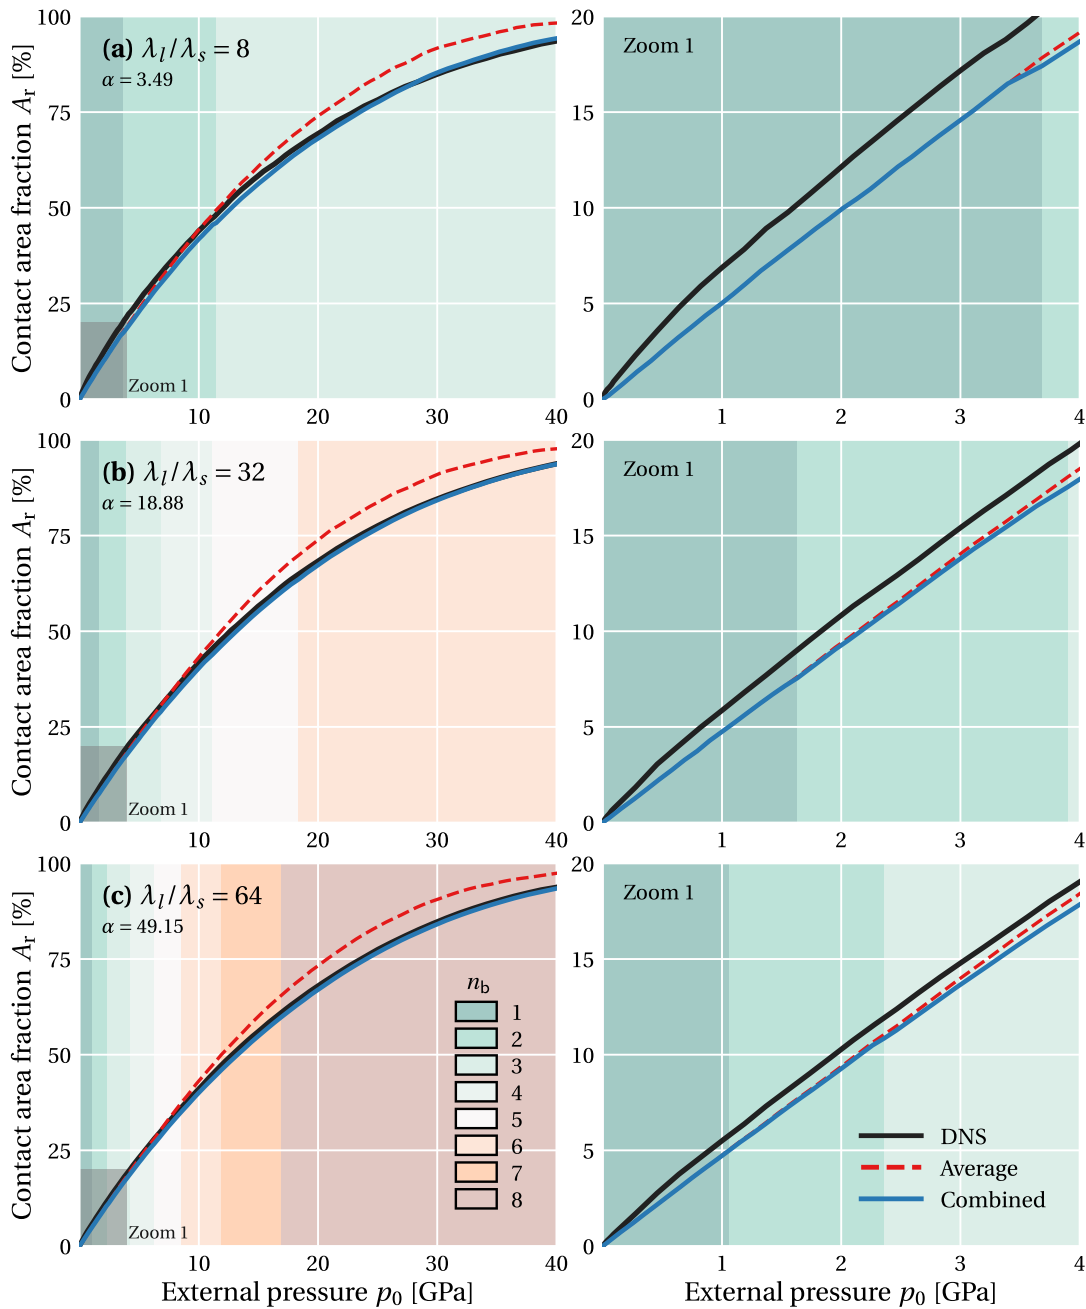 100
75
50
25
0
10
20
30
40
Contact area fraction Aᵣ [%]
(a) λₗ/λₛ = 8
α = 3.49
Zoom 1
20
15
10
5
0
1
2
3
4
Zoom 1
100
75
50
25
0
10
20
30
40
Contact area fraction Aᵣ [%]
(b) λₗ/λₛ = 32
α = 18.88
Zoom 1
20
15
10
5
0
1
2
3
4
Zoom 1
100
75
50
25
0
10
20
30
40
Contact area fraction Aᵣ [%]
External pressure p₀ [GPa]
(c) λₗ/λₛ = 64
α = 49.15
n_b
1
2
3
4
5
6
7
8
Zoom 1
20
15
10
5
0
1
2
3
4
External pressure p₀ [GPa]
Zoom 1
DNS
Average
Combined